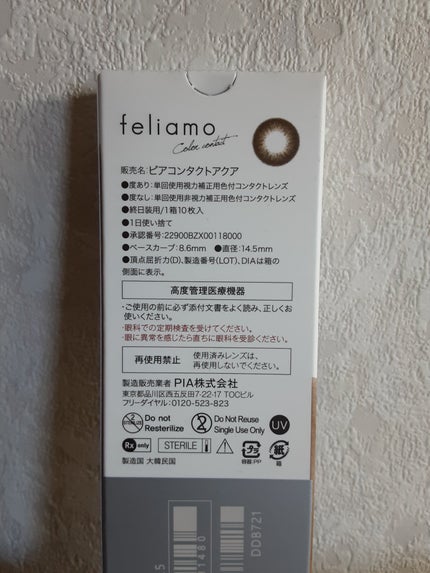 feliamo
Color contact
販売名:ピアコンタクトアクア
●度あり:単回使用視力補正用色付コンタクトレンズ
●度なし:単回使用非視力補正用色付コンタクトレンズ
●終日装用/1箱10枚入
●1日使い捨て
●承認番号:22900BZX00118000
●ベースカーブ:8.6mm ●直径:14.5mm
●頂点屈折力(D)、製造番号(LOT)、DIAは箱の
側面に表示。
高度管理医療機器
・ご使用の前に必ず添付文書をよく読み、正しくお
使いください。
・眼科での定期検査を受けてください。
・眼に異常を感じたら直ちに眼科を受診ください。
再使用禁止 使用済みレンズは、
再使用しないでください。
製造販売業者 PIA株式会社
東京都品川区西五反田7-22-17 TOCビル
フリーダイヤル:0120-523-823
Do not
Resterilize
2
Do Not Reuse
Single Use Only
UV
Rx only
STERILE
プラ
容器:PP
紙
箱
製造国 大韓民国
DDB721
11480
5